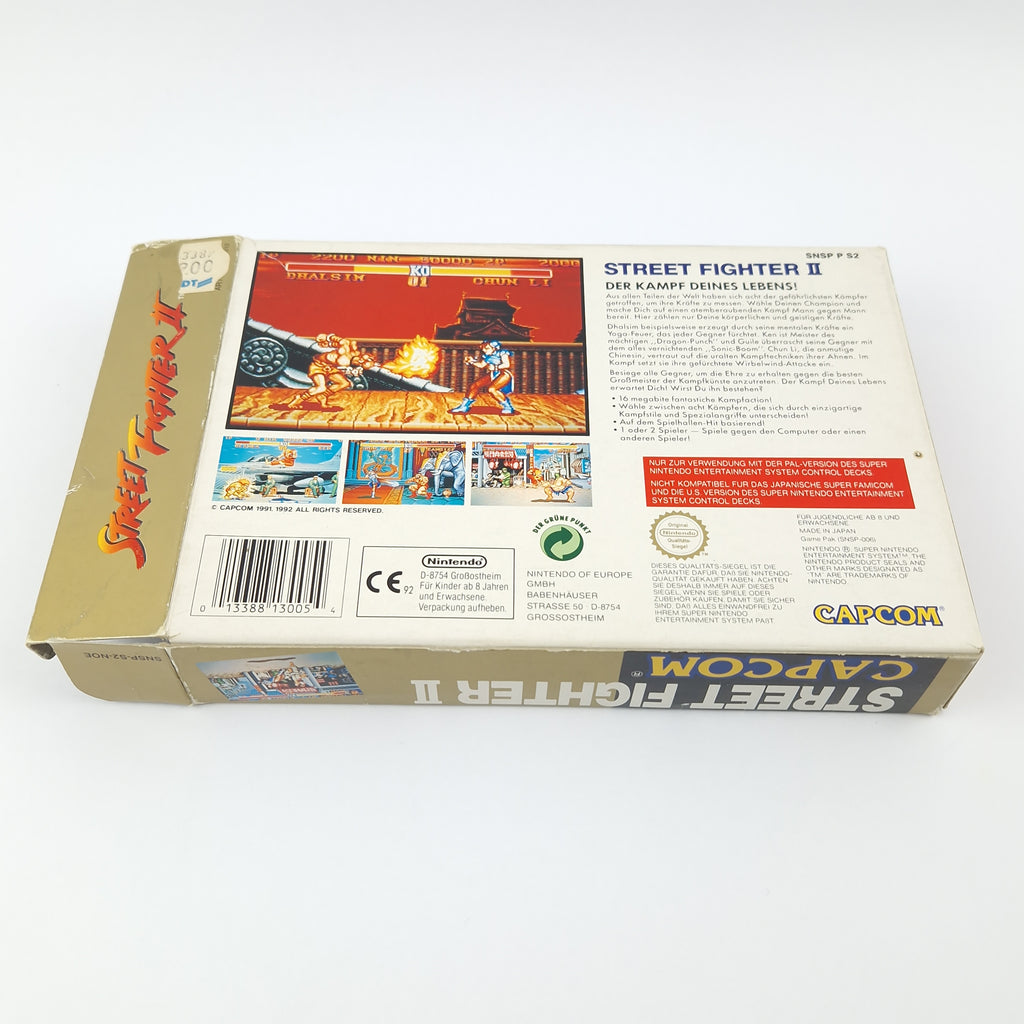 3387
00
DT
STREET FIGHTER II
1P 2200 NIN 30000 2P 2000
KO
DHALSIM 01 CHUN LI
© CAPCOM 1991, 1992 ALL RIGHTS RESERVED.
SNSP P S2
STREET FIGHTER II
DER KAMPF DEINES LEBENS!
Aus allen Teilen der Welt haben sich acht der gefährlichsten Kämpfer
getroffen, um ihre Kräfte zu messen. Wähle Deinen Champion und
mache Dich auf einen atemberaubenden Kampf Mann gegen Mann
bereit. Hier zählen nur Deine körperlichen und geistigen Kräfte.
Dhalsim beispielsweise erzeugt durch seine mentalen Kräfte ein
Yoga-Feuer, das jeder Gegner fürchtet. Ken ist Meister des
mächtigen ,,Dragon-Punch'' und Guile überrascht seine Gegner mit
dem alles vernichtenden ,,Sonic-Boom''. Chun Li, die anmutige
Chinesin, vertraut auf die uralten Kampftechniken ihrer Ahnen. Im
Kampf setzt sie ihre gefürchtete Wirbelwind-Attacke ein.
Besiege alle Gegner, um die Ehre zu erhalten gegen die besten
Großmeister der Kampfkünste anzutreten. Der Kampf Deines Lebens
erwartet Dich! Wirst Du ihn bestehen?
• 16 megabite fantastiche Kampfaction!
• Wähle zwischen acht Kämpfern, die sich durch einzigartige
Kampfstile und Spezialangriffe unterscheiden!
• Auf dem Spielhallen-Hit basierend!
• 1 oder 2 Spieler — Spiele gegen den Computer oder einen
anderen Spieler!
NUR ZUR VERWENDUNG MIT DER PAL-VERSION DES SUPER
NINTENDO ENTERTAINMENT SYSTEM CONTROL DECKS.
NICHT KOMPATIBEL FUR DAS JAPANISCHE SUPER FAMICOM
UND DIE U.S. VERSION DES SUPER NINTENDO ENTERTAINMENT
SYSTEM CONTROL DECKS.
0 13388 13005 4
CE 92
Nintendo
D-8754 Großostheim
Für Kinder ab 8 Jahren
und Erwachsene.
Verpackung aufheben.
DER GRÜNE PUNKT
NINTENDO OF EUROPE
GMBH
BABENHÄUSER
STRASSE 50 · D-8754
GROSSOSTHEIM
Original
Nintendo
Qualitäts-
Siegel
TM
DIESES QUALITÄTS-SIEGEL IST DIE
GARANTIE DAFÜR, DAß SIE NINTENDO-
QUALITÄT GEKAUFT HABEN. ACHTEN
SIE DESHALB IMMER AUF DIESES
SIEGEL, WENN SIE SPIELE ODER
ZUBEHÖR KAUFEN, DAMIT SIE SICHER
SIND, DAß ALLES EINWANDFREI ZU
IHREM SUPER NINTENDO
ENTERTAINMENT SYSTEM PAßT
FÜR JUGENDLICHE AB 8 UND
ERWACHSENE
MADE IN JAPAN
Game Pak (SNSP-006)
NINTENDO ®, SUPER NINTENDO
ENTERTAINMENT SYSTEM™, THE
NINTENDO PRODUCT SEALS AND
OTHER MARKS DESIGNATED AS
''TM'' ARE TRADEMARKS OF
NINTENDO.
CAPCOM®
SNSP-S2-NOE
STREET FIGHTER II
CAPCOM®
STREET FIGHTER II